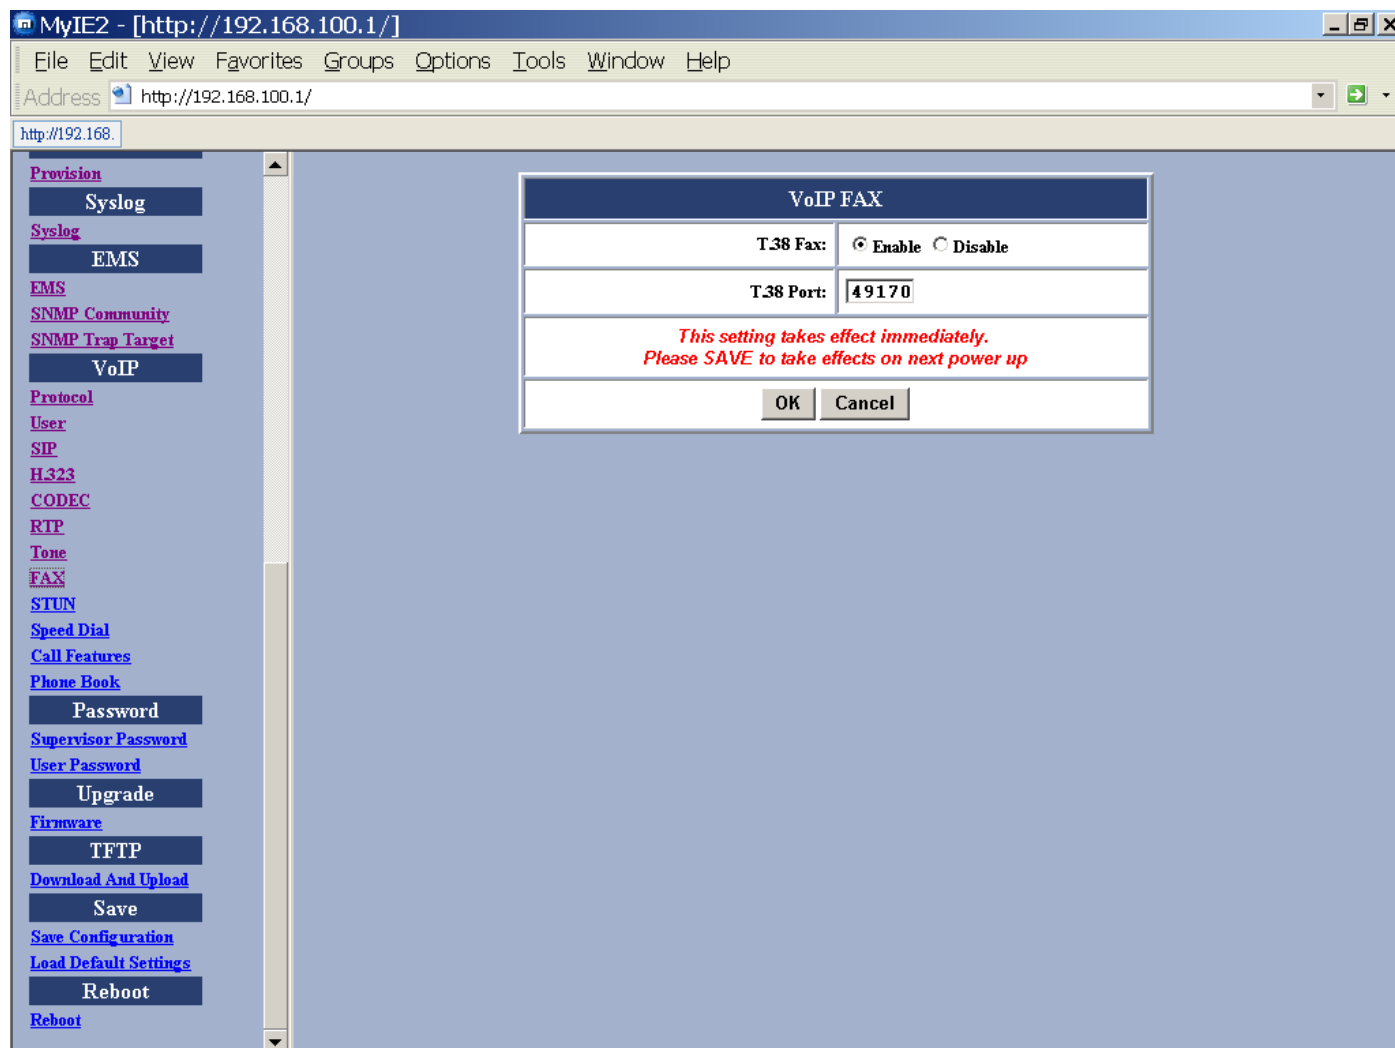 MyIE2 - [http://192.168.100.1/]
File Edit View Favorites Groups Options Tools Window Help
Address http://192.168.100.1/
http://192.168.
Provision
Syslog
Syslog
EMS
EMS
SNMP Community
SNMP Trap Target
VoIP
Protocol
User
SIP
H.323
CODEC
RTP
Tone
FAX
STUN
Speed Dial
Call Features
Phone Book
Password
Supervisor Password
User Password
Upgrade
Firmware
TFTP
Download And Upload
Save
Save Configuration
Load Default Settings
Reboot
Reboot
VoIP FAX
T.38 Fax: Enable Disable
T.38 Port: 49170
This setting takes effect immediately.
Please SAVE to take effects on next power up
OK Cancel